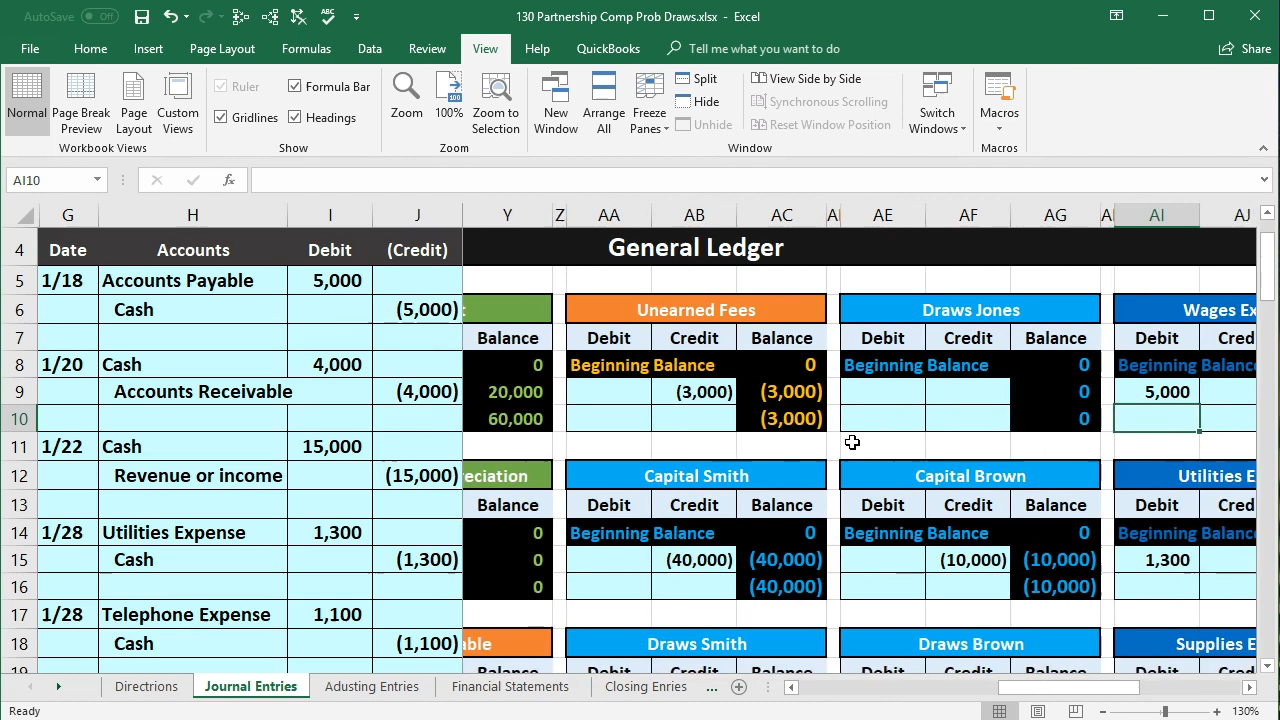 AutoSave Off 130 Partnership Comp Prob Draws.xlsx - Excel
File Home Insert Page Layout Formulas Data Review View Help QuickBooks Tell me what you want to do Share
Normal Page Break Preview Page Layout Custom Views
Workbook Views
Ruler Formula Bar
Gridlines Headings
Show
Zoom 100% Zoom to Selection
Zoom
New Window Arrange All Freeze Panes
Split
Hide
Unhide
View Side by Side
Synchronous Scrolling
Reset Window Position
Switch Windows
Window
Macros
Macros
AI10 fx
G H I J Y Z AA AB AC AE AF AG AI AJ
4 Date Accounts Debit (Credit) General Ledger
5 1/18 Accounts Payable 5,000
6 Cash (5,000) Unearned Fees Draws Jones Wages Ex
7 Balance Debit Credit Balance Debit Credit Balance Debit Cred
8 1/20 Cash 4,000 0 Beginning Balance 0 Beginning Balance 0 Beginning Balance
9 Accounts Receivable (4,000) 20,000 (3,000) (3,000) 0 5,000
10 60,000 (3,000) 0
11 1/22 Cash 15,000
12 Revenue or income (15,000) eciation Capital Smith Capital Brown Utilities E
13 Balance Debit Credit Balance Debit Credit Balance Debit Cred
14 1/28 Utilities Expense 1,300 0 Beginning Balance 0 Beginning Balance 0 Beginning Balance
15 Cash (1,300) 0 (40,000) (40,000) (10,000) (10,000) 1,300
16 0 (40,000) (10,000)
17 1/28 Telephone Expense 1,100
18 Cash (1,100) able Draws Smith Draws Brown Supplies E
19 Balance Debit Credit Balance Debit Credit Balance Debit Cred
Directions Journal Entries Adusting Entries Financial Statements Closing Enries ...
Ready 130%